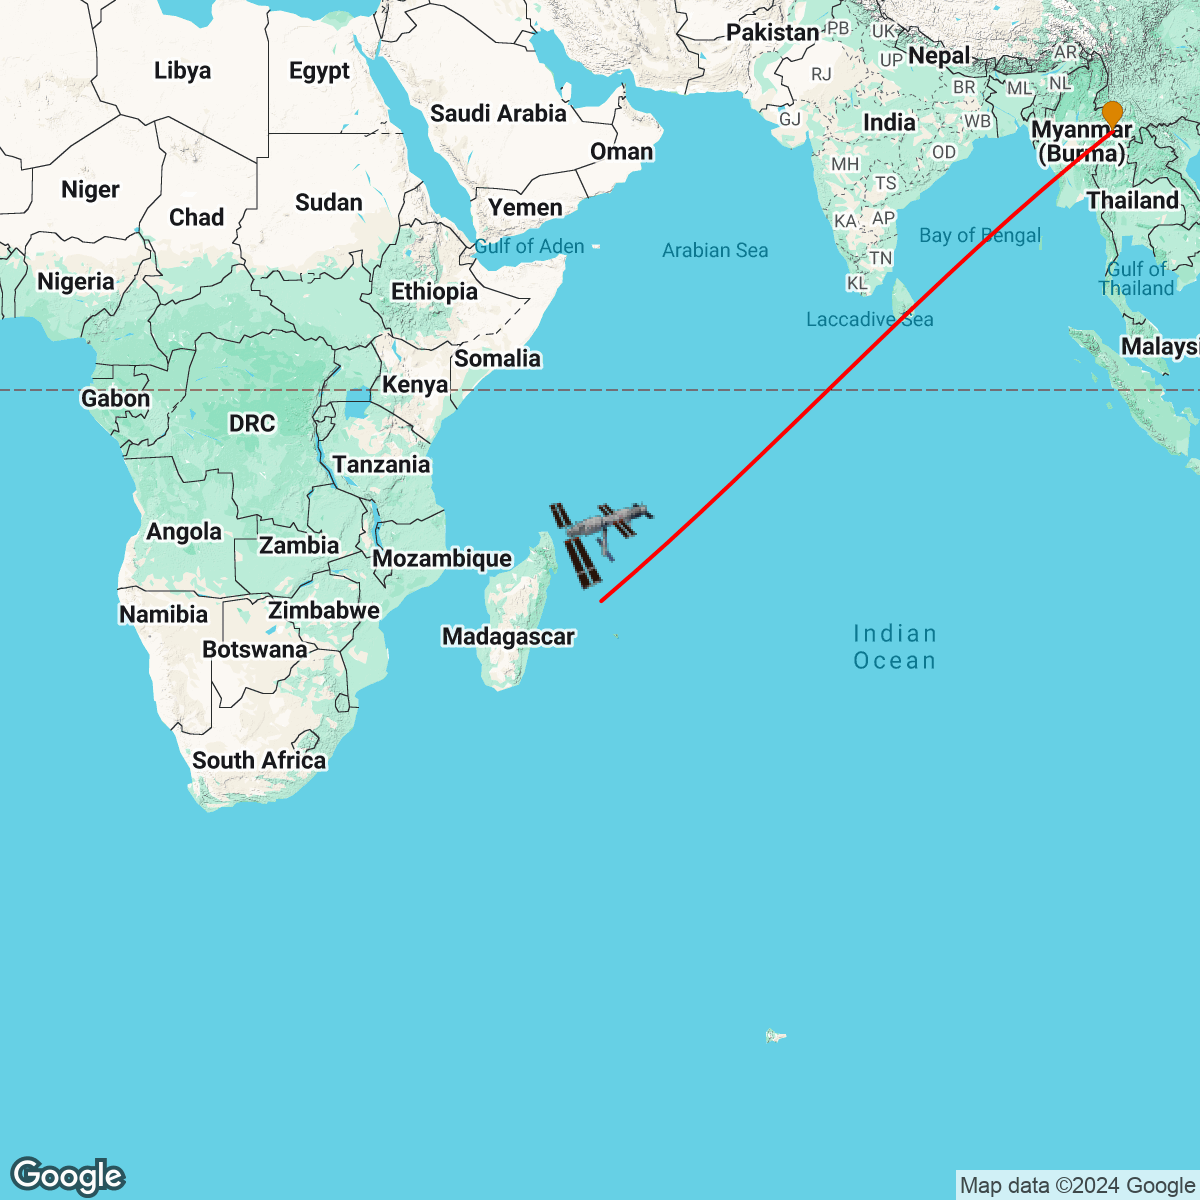 Pakistan
PB
UK
AR
Nepal
UP
Libya
Egypt
RJ
BR
ML
NL
Saudi Arabia
GJ
India
WB
Myanmar
(Burma)
Oman
OD
MH
TS
Niger
Sudan
Yemen
Thailand
Chad
KA
AP
Bay of Bengal
Gulf of Aden
Arabian Sea
TN
Gulf of
Thailand
Nigeria
Ethiopia
KL
Laccadive Sea
Somalia
Malaysi
Kenya
Gabon
DRC
Tanzania
Angola
Zambia
Mozambique
Namibia
Zimbabwe
Madagascar
Indian
Ocean
Botswana
South Africa
Google
Map data ©2024 Google